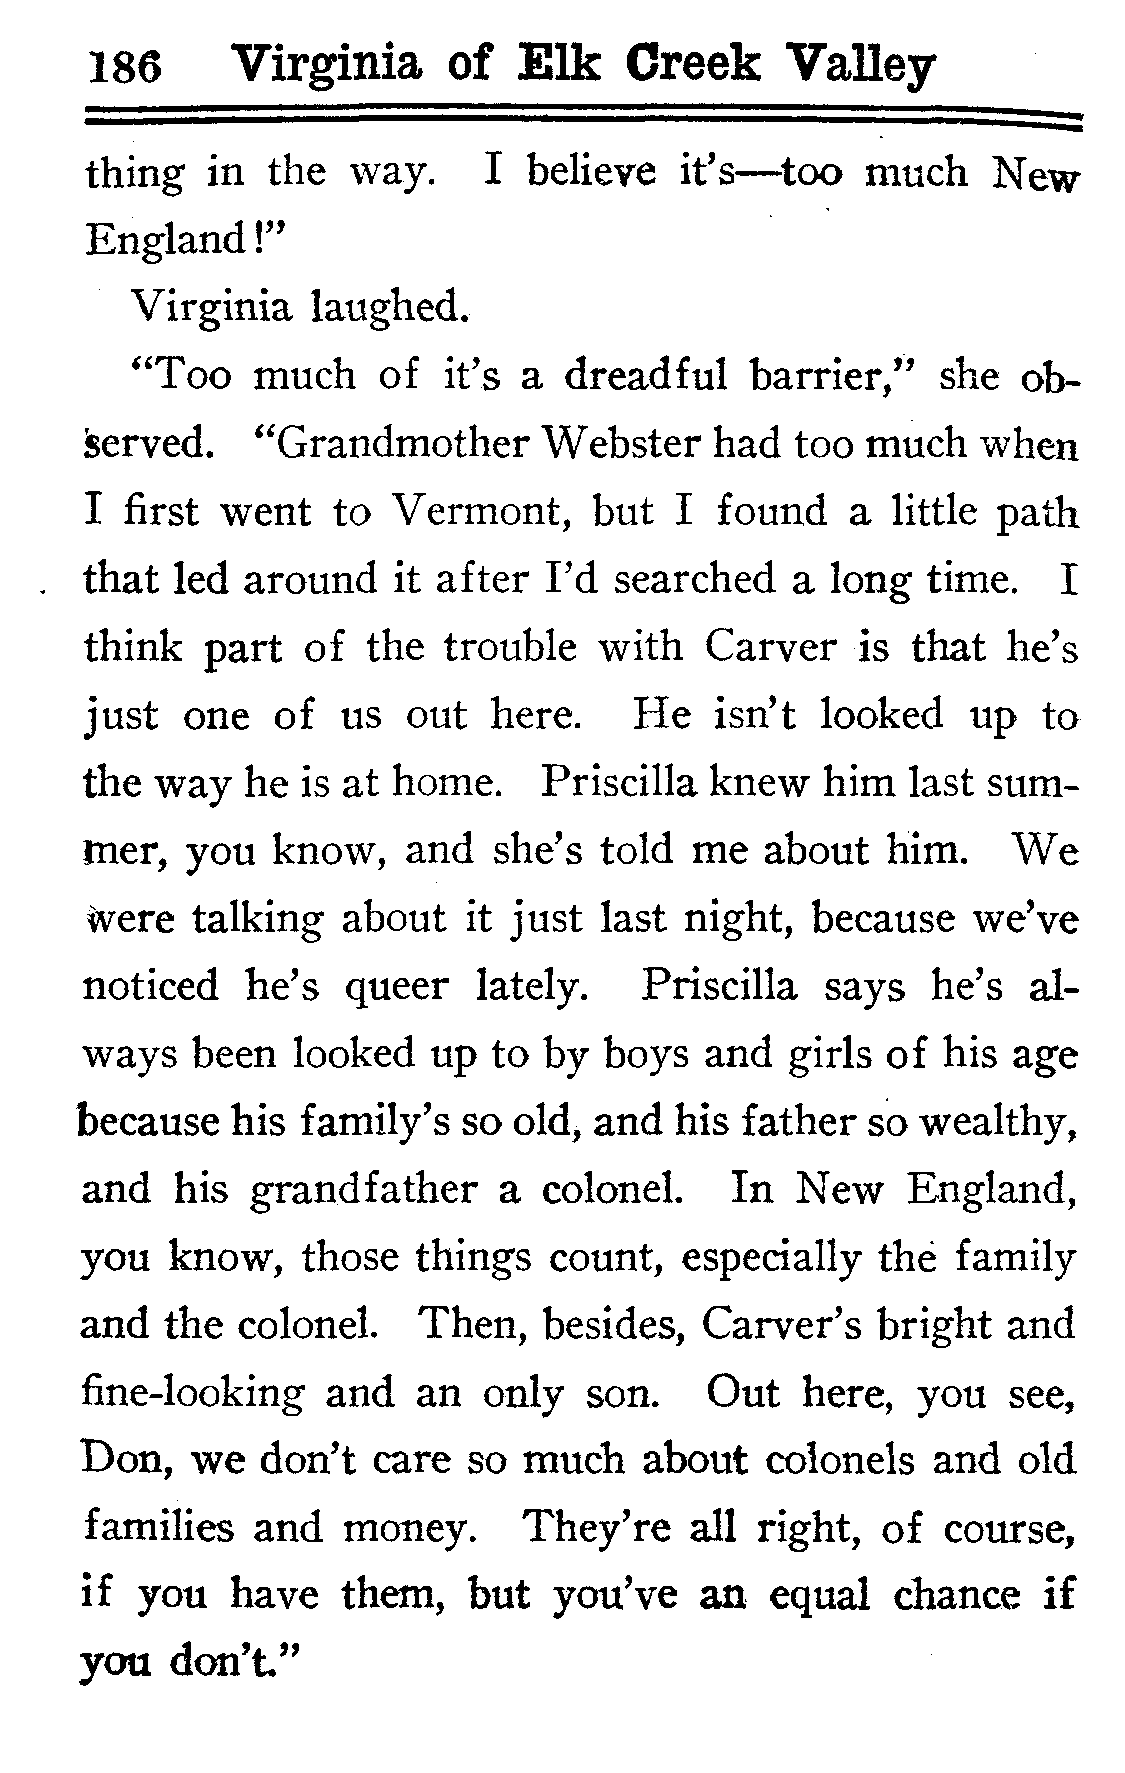 186 Virginia of Elk Creek Valley
thing in the way. I believe it's—too much New
England!"
Virginia laughed.
"Too much of it's a dreadful barrier," she ob-
served. "Grandmother Webster had too much when
I first went to Vermont, but I found a little path
that led around it after I'd searched a long time. I
think part of the trouble with Carver is that he's
just one of us out here. He isn't looked up to
the way he is at home. Priscilla knew him last sum-
mer, you know, and she's told me about him. We
were talking about it just last night, because we've
noticed he's queer lately. Priscilla says he's al-
ways been looked up to by boys and girls of his age
because his family's so old, and his father so wealthy,
and his grandfather a colonel. In New England,
you know, those things count, especially the family
and the colonel. Then, besides, Carver's bright and
fine-looking and an only son. Out here, you see,
Don, we don't care so much about colonels and old
families and money. They're all right, of course,
if you have them, but you've an equal chance if
you don't."